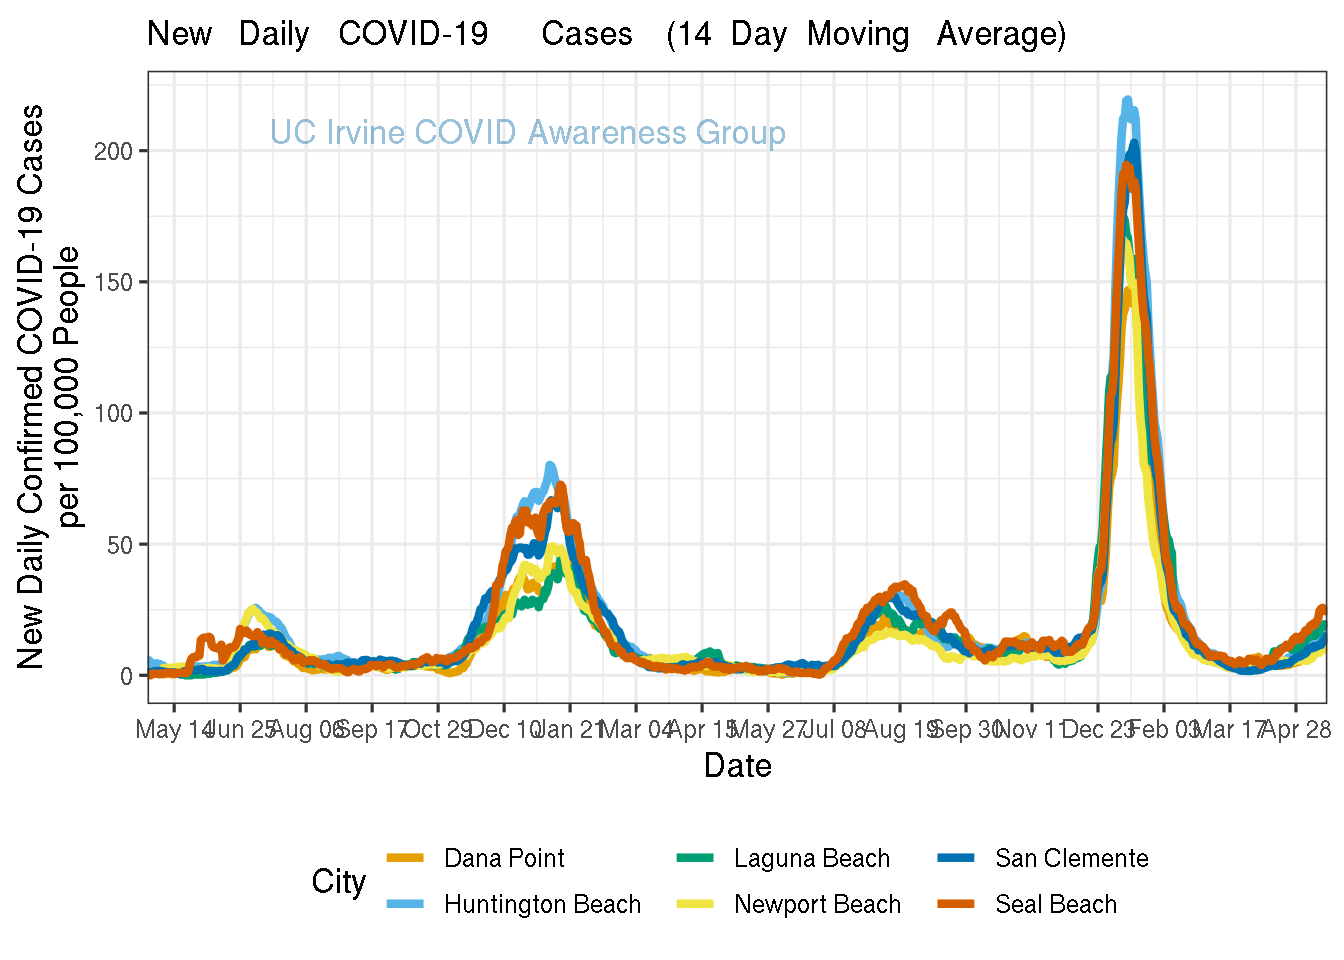 New Daily COVID-19 Cases (14 Day Moving Average)
UC Irvine COVID Awareness Group
New Daily Confirmed COVID-19 Cases
per 100,000 People
200
150
100
50
0
May 14 Jun 25 Aug 06 Sep 17 Oct 29 Dec 10 Jan 21 Mar 04 Apr 15 May 27 Jul 08 Aug 19 Sep 30 Nov 11 Dec 23 Feb 03 Mar 17 Apr 28
Date
City
Dana Point Laguna Beach San Clemente
Huntington Beach Newport Beach Seal Beach